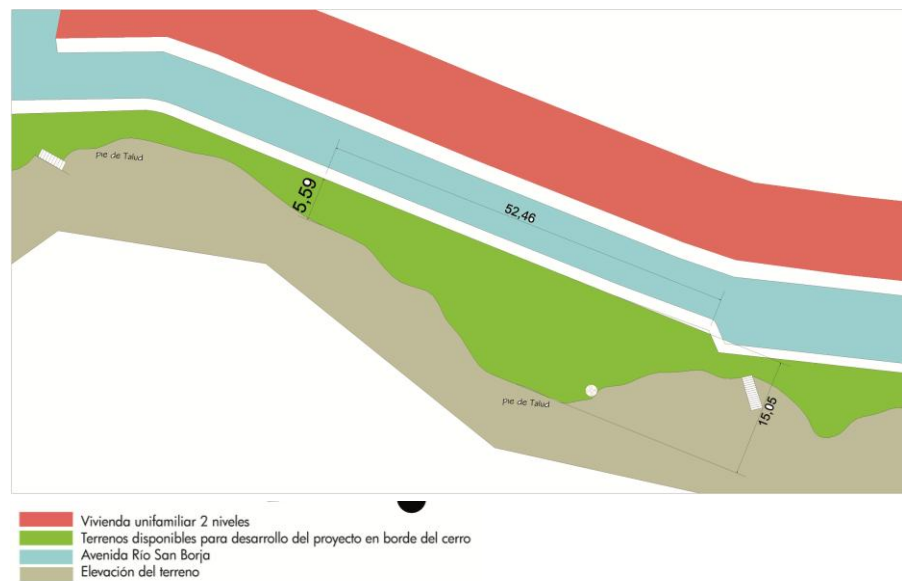 pie de Talud
5,59
52,46
pie de Talud
15,05
Vivienda unifamiliar 2 niveles
Terrenos disponibles para desarrollo del proyecto en borde del cerro
Avenida Río San Borja
Elevación del terreno